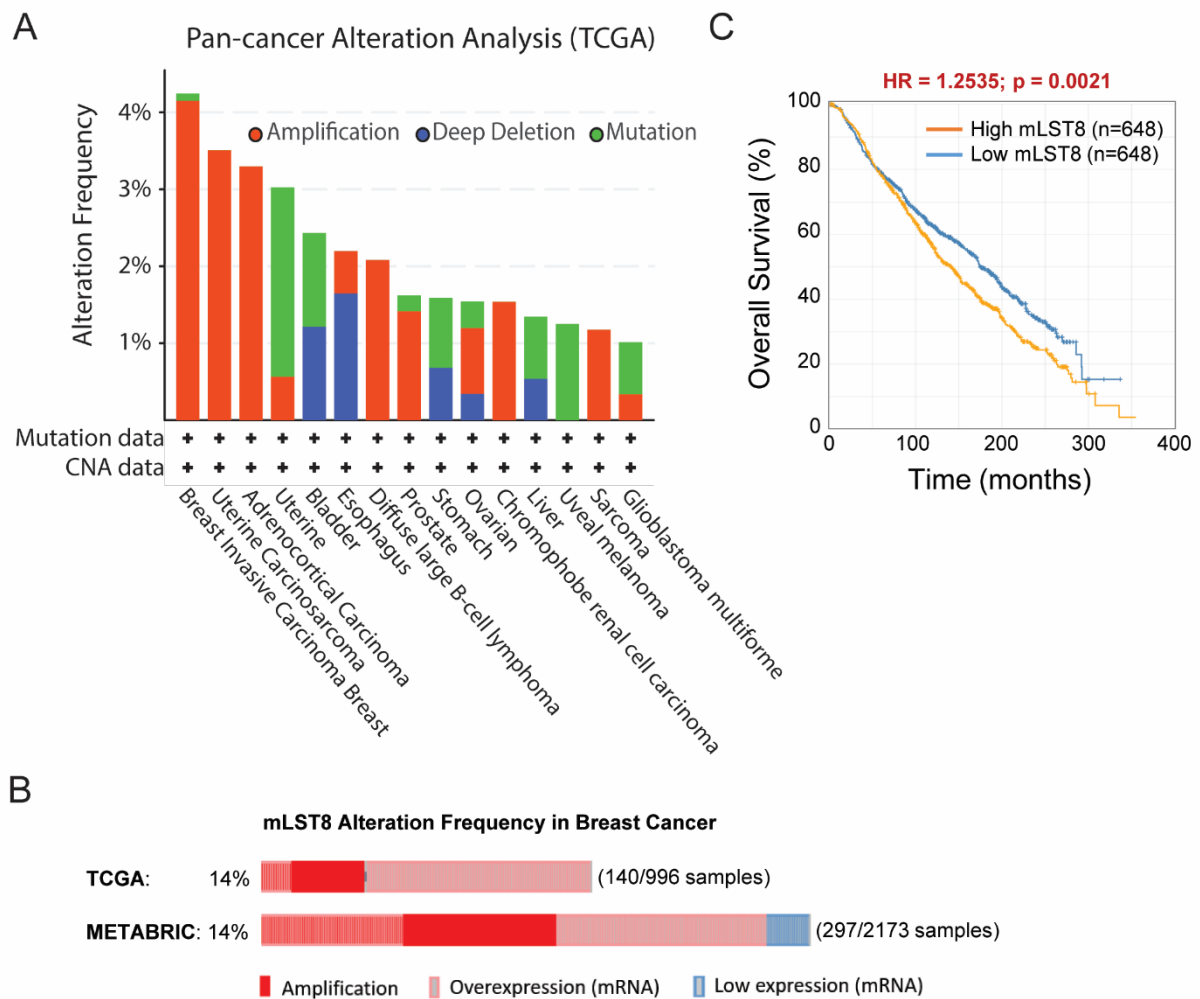 A
Pan-cancer Alteration Analysis (TCGA)
Alteration Frequency
4%
3%
2%
1%
Amplification Deep Deletion Mutation
Mutation data + + + + + + + + + + + + + + +
CNA data + + + + + + + + + + + + + + +
Breast Invasive Carcinoma Breast
Uterine Carcinosarcoma
Adrenocortical Carcinoma
Uterine
Bladder
Esophagus
Diffuse large B-cell lymphoma
Prostate
Stomach
Ovarian
Chromophobe renal cell carcinoma
Liver
Uveal melanoma
Sarcoma
Glioblastoma multiforme
C
HR = 1.2535; p = 0.0021
Overall Survival (%)
100
80
60
40
20
0
High mLST8 (n=648)
Low mLST8 (n=648)
0 100 200 300 400
Time (months)
B
mLST8 Alteration Frequency in Breast Cancer
TCGA: 14% (140/996 samples)
METABRIC: 14% (297/2173 samples)
Amplification Overexpression (mRNA) Low expression (mRNA)